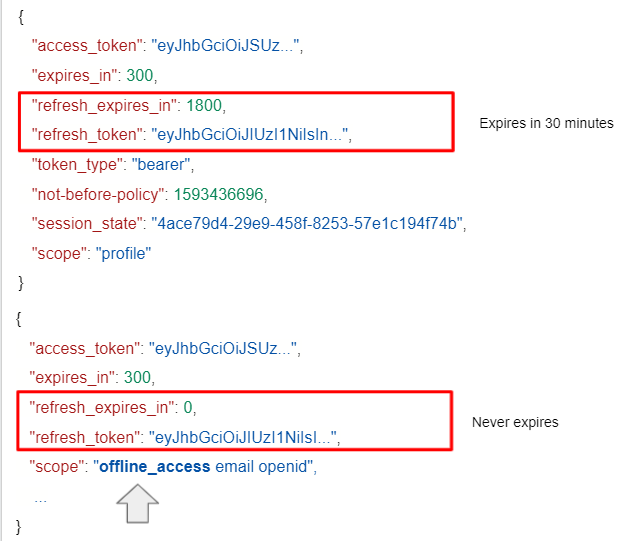 {
"access_token": "eyJhbGciOiJSUz...",
"expires_in": 300,
"refresh_expires_in": 1800,
Expires in 30 minutes
"refresh_token": "eyJhbGciOiJIUzI1NiIsIn...",
"token_type": "bearer",
"not-before-policy": 1593436696,
"session_state": "4ace79d4-29e9-458f-8253-57e1c194f74b",
"scope": "profile"
}
{
"access_token": "eyJhbGciOiJSUz...",
"expires_in": 300,
"refresh_expires_in": 0,
Never expires
"refresh_token": "eyJhbGciOiJIUzI1NiIsI...",
"scope": "offline_access email openid",
...
}